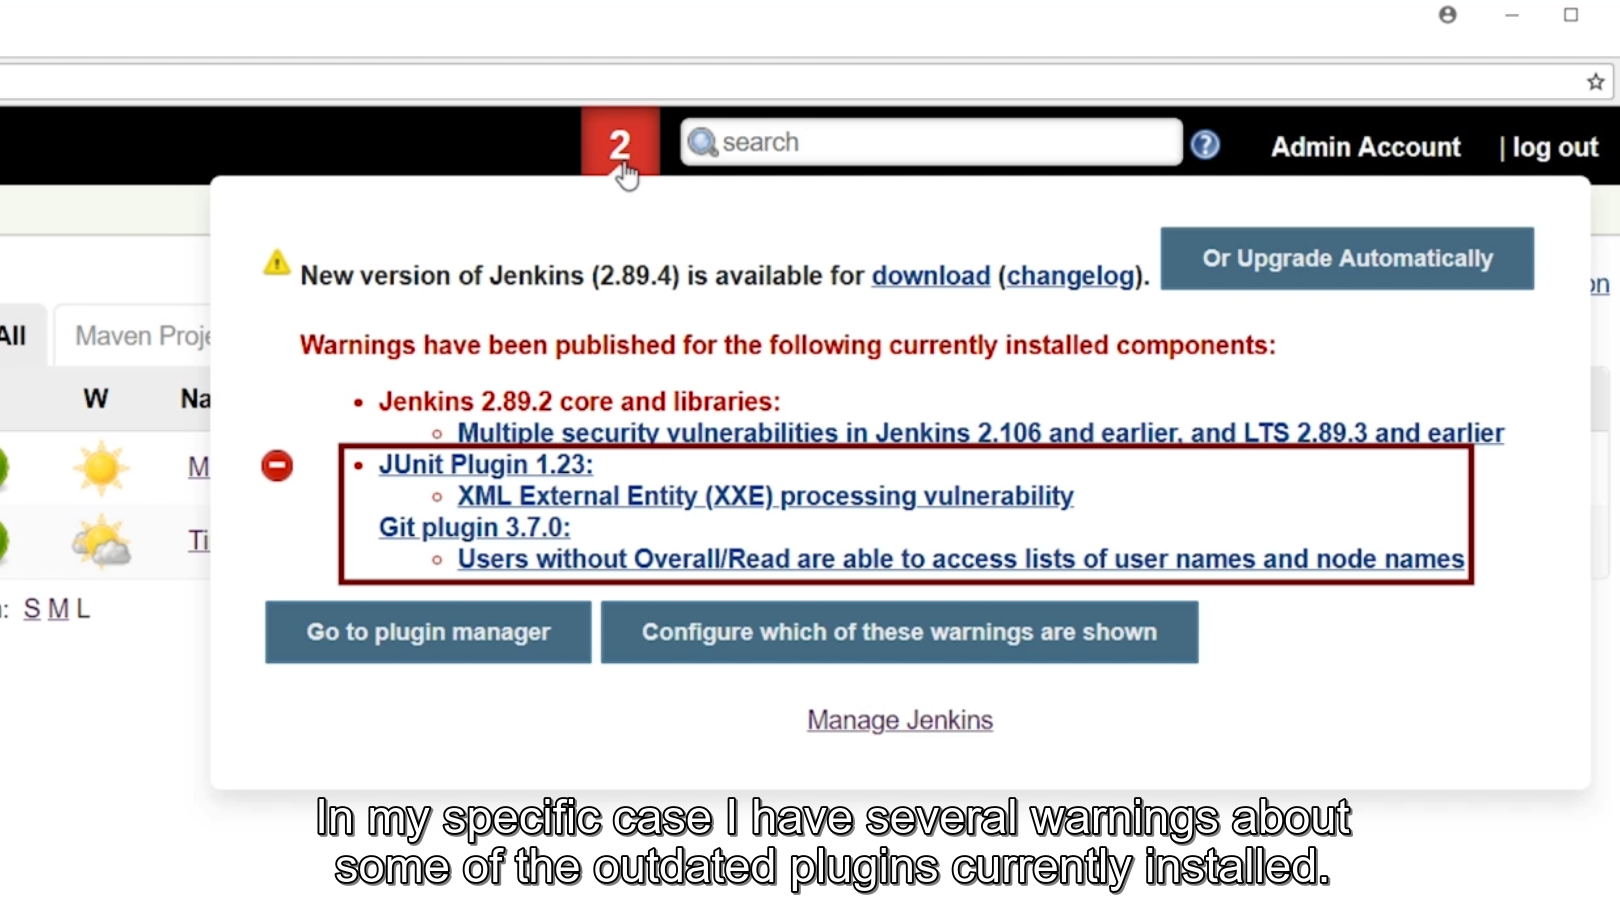 2
search
?
Admin Account
| log out
New version of Jenkins (2.89.4) is available for download (changelog).
Or Upgrade Automatically
on
All
Maven Proje
Warnings have been published for the following currently installed components:
W
Na
Jenkins 2.89.2 core and libraries:
Multiple security vulnerabilities in Jenkins 2.106 and earlier, and LTS 2.89.3 and earlier
M
JUnit Plugin 1.23:
XML External Entity (XXE) processing vulnerability
Git plugin 3.7.0:
Ti
Users without Overall/Read are able to access lists of user names and node names
: S M L
Go to plugin manager
Configure which of these warnings are shown
Manage Jenkins
In my specific case I have several warnings about
some of the outdated plugins currently installed.